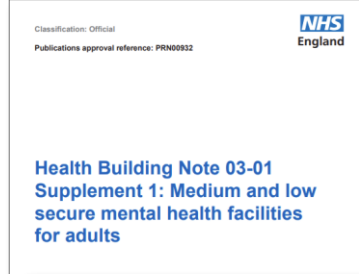 Classification: Official
NHS
England
Publications approval reference: PRN00932
Health Building Note 03-01
Supplement 1: Medium and low
secure mental health facilities
for adults